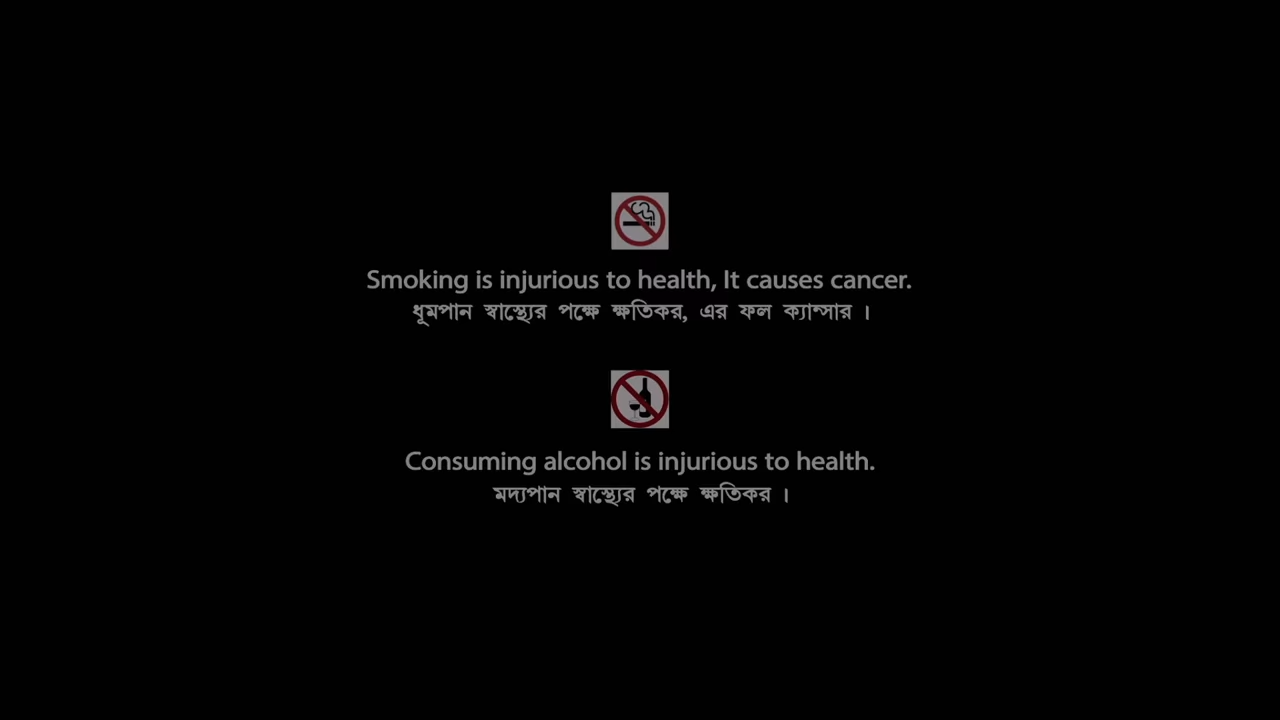 Smoking is injurious to health, It causes cancer.
ধূমপান স্বাস্থ্যের পক্ষে ক্ষতিকর, এর ফল ক্যান্সার ।
Consuming alcohol is injurious to health.
মদ্যপান স্বাস্থ্যের পক্ষে ক্ষতিকর ।